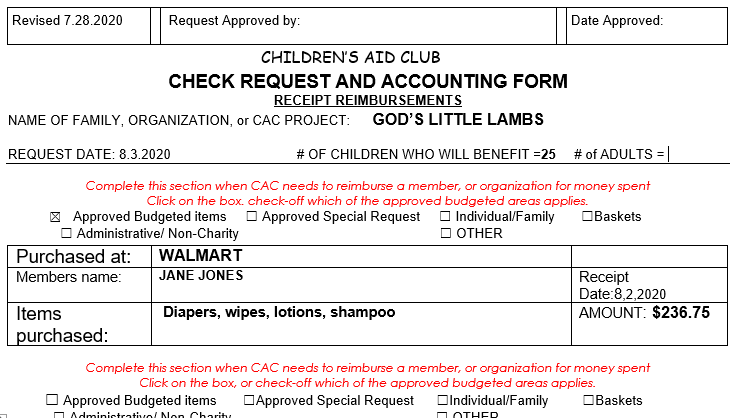 Revised 7.28.2020 Request Approved by: Date Approved:
CHILDREN'S AID CLUB
CHECK REQUEST AND ACCOUNTING FORM
RECEIPT REIMBURSEMENTS
NAME OF FAMILY, ORGANIZATION, or CAC PROJECT: GOD'S LITTLE LAMBS
REQUEST DATE: 8.3.2020 # OF CHILDREN WHO WILL BENEFIT =25 # of ADULTS =
Complete this section when CAC needs to reimburse a member, or organization for money spent
Click on the box. check-off which of the approved budgeted areas applies.
☒ Approved Budgeted items ☐ Approved Special Request ☐ Individual/Family ☐Baskets
☐ Administrative/ Non-Charity ☐ OTHER
Purchased at: WALMART
Members name: JANE JONES Receipt
Date:8,2,2020
Items Diapers, wipes, lotions, shampoo AMOUNT: $236.75
purchased:
Complete this section when CAC needs to reimburse a member, or organization for money spent
Click on the box, or check-off which of the approved budgeted areas applies.
☐ Approved Budgeted items ☐Approved Special Request ☐Individual/Family ☐Baskets
☐ Administrative/ Non-Charity ☐ OTHER